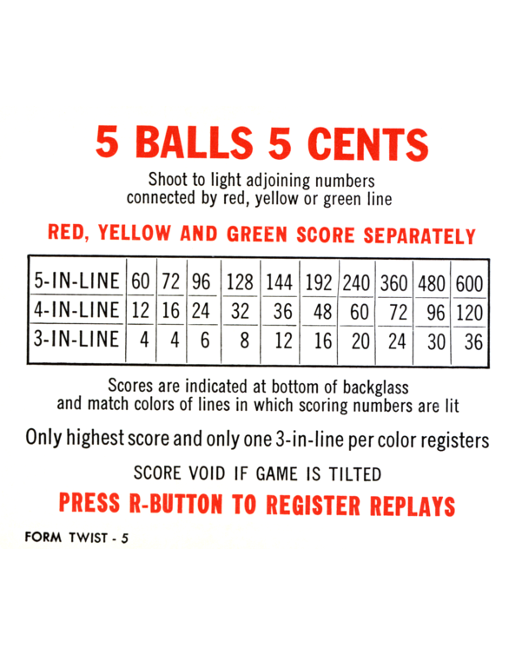 5 BALLS 5 CENTS
Shoot to light adjoining numbers
connected by red, yellow or green line
RED, YELLOW AND GREEN SCORE SEPARATELY
5-IN-LINE 60 72 96 128 144 192 240 360 480 600
4-IN-LINE 12 16 24 32 36 48 60 72 96 120
3-IN-LINE 4 4 6 8 12 16 20 24 30 36
Scores are indicated at bottom of backglass
and match colors of lines in which scoring numbers are lit
Only highest score and only one 3-in-line per color registers
SCORE VOID IF GAME IS TILTED
PRESS R-BUTTON TO REGISTER REPLAYS
FORM TWIST - 5